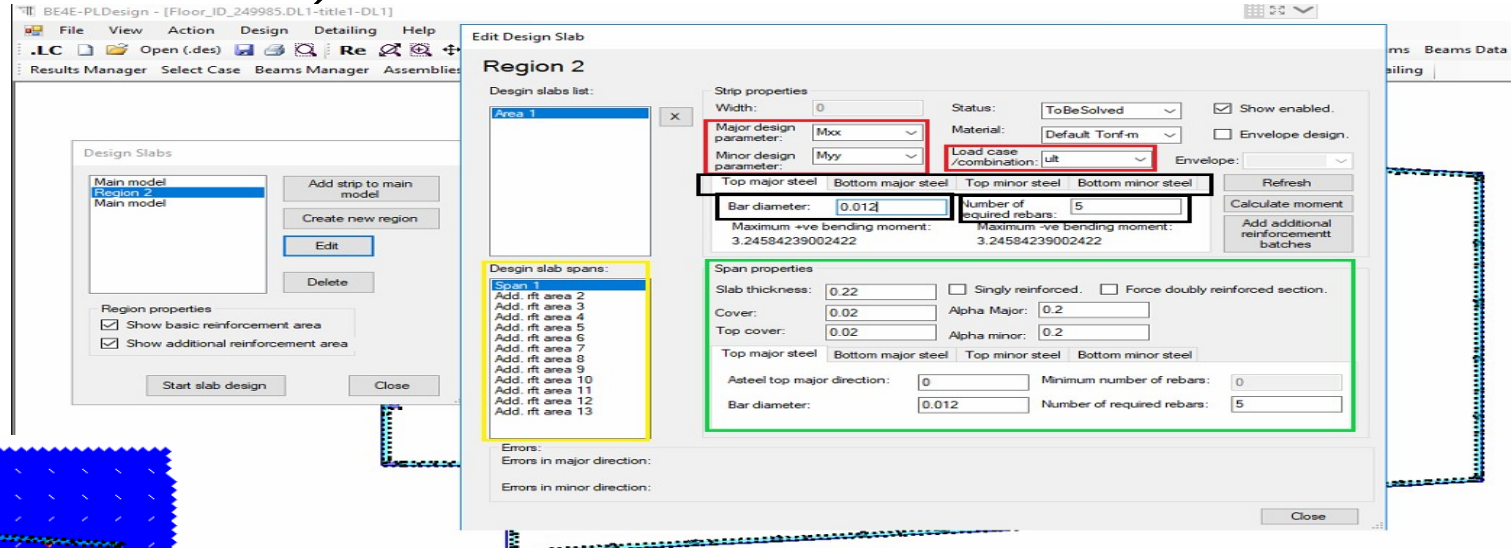 BE4E-PLDesign - [Floor_ID_249985.DL1-title1-DL1]
File View Action Design Detailing Help
.LC Open (.des) Re
ms Beams Data
Results Manager Select Case Beams Manager Assemblies
ailing
Design Slabs
Main model
Region 2
Main model
Add strip to main
model
Create new region
Edit
Delete
Region properties
Show basic reinforcement area
Show additional reinforcement area
Start slab design
Close
Edit Design Slab
Region 2
Desgin slabs list:
Area 1
X
Strip properties
Width: 0
Status: ToBeSolved
Show enabled.
Major design
parameter: Mxx
Material: Default Tonf-m
Envelope design.
Minor design
parameter: Myy
Load case
/combination: ult
Envelope:
Top major steel Bottom major steel Top minor steel Bottom minor steel
Refresh
Bar diameter: 0.012
Number of
equired rebars: 5
Calculate moment
Maximum +ve bending moment:
3.24584239002422
Maximum -ve bending moment:
3.24584239002422
Add additional
reinforcementt
batches
Desgin slab spans:
Span 1
Add. rft area 2
Add. rft area 3
Add. rft area 4
Add. rft area 5
Add. rft area 6
Add. rft area 7
Add. rft area 8
Add. rft area 9
Add. rft area 10
Add. rft area 11
Add. rft area 12
Add. rft area 13
Span properties
Slab thickness: 0.22
Singly reinforced. Force doubly reinforced section.
Cover: 0.02
Alpha Major: 0.2
Top cover: 0.02
Alpha minor: 0.2
Top major steel Bottom major steel Top minor steel Bottom minor steel
Asteel top major direction: 0
Minimum number of rebars: 0
Bar diameter: 0.012
Number of required rebars: 5
Errors:
Errors in major direction:
Errors in minor direction:
Close